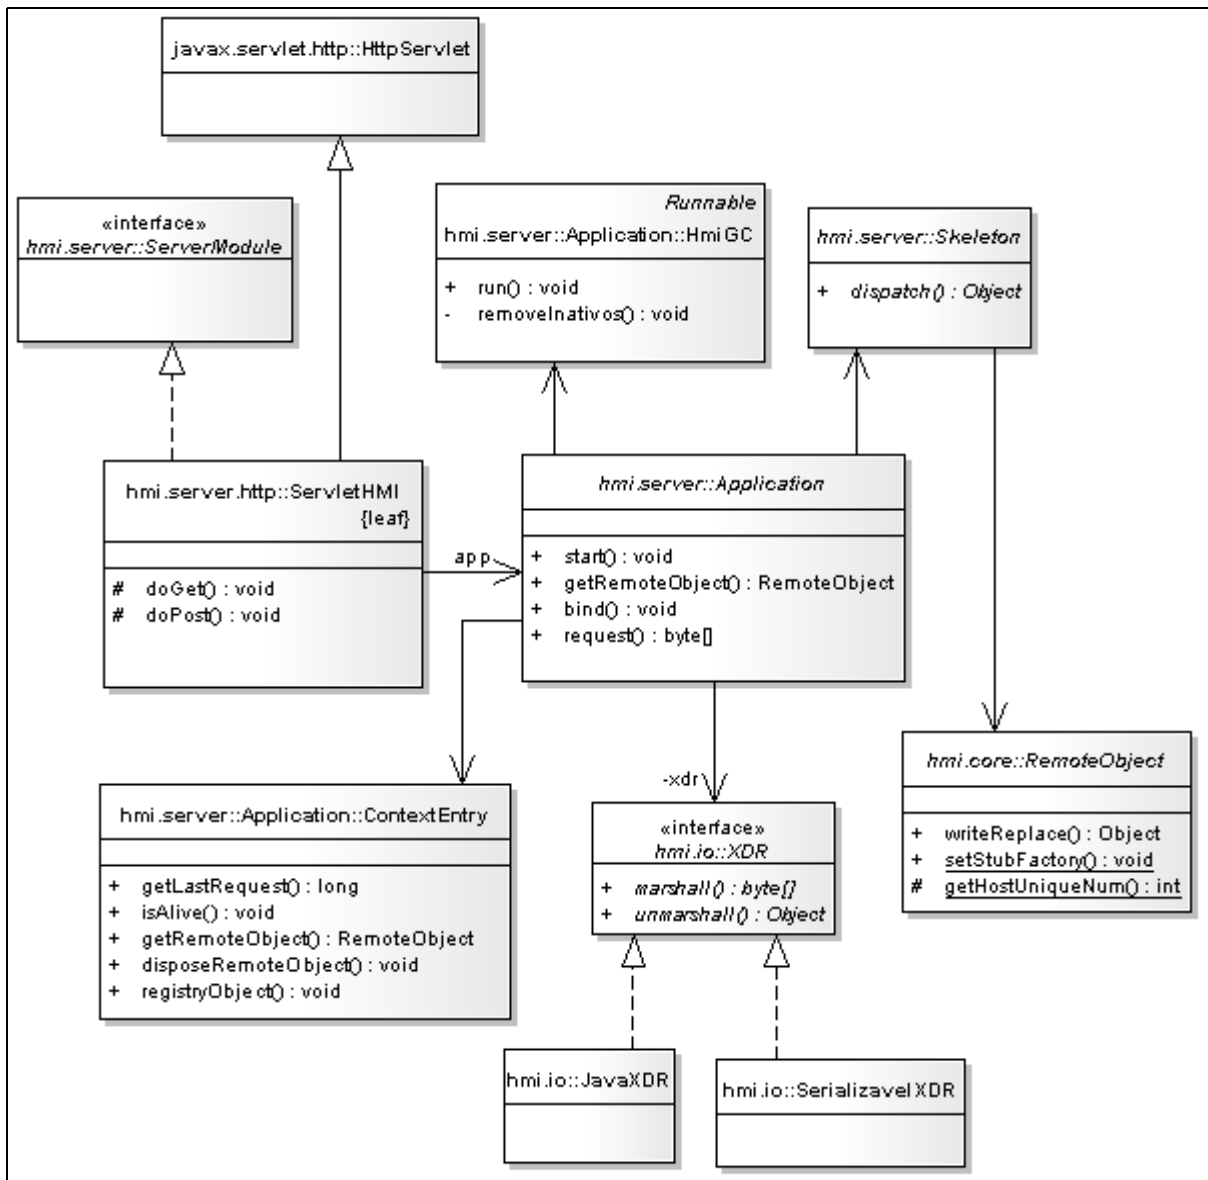 javax.servlet.http::HttpServlet
«interface»
hmi.server::ServerModule
Runnable
hmi.server::Application::HmiGC
+ run() : void
- removeInativos() : void
hmi.server::Skeleton
+ dispatch() : Object
hmi.server.http::ServletHMI
{leaf}
# doGet() : void
# doPost() : void
app
hmi.server::Application
+ start() : void
+ getRemoteObject() : RemoteObject
+ bind() : void
+ request() : byte[]
hmi.server::Application::ContextEntry
+ getLastRequest() : long
+ isAlive() : void
+ getRemoteObject() : RemoteObject
+ disposeRemoteObject() : void
+ registryObject() : void
-xdr
«interface»
hmi.io::XDR
+ marshall() : byte[]
+ unmarshall() : Object
hmi.core::RemoteObject
+ writeReplace() : Object
+ setStubFactory() : void
# getHostUniqueNum() : int
hmi.io::JavaXDR
hmi.io::SerializavelXDR